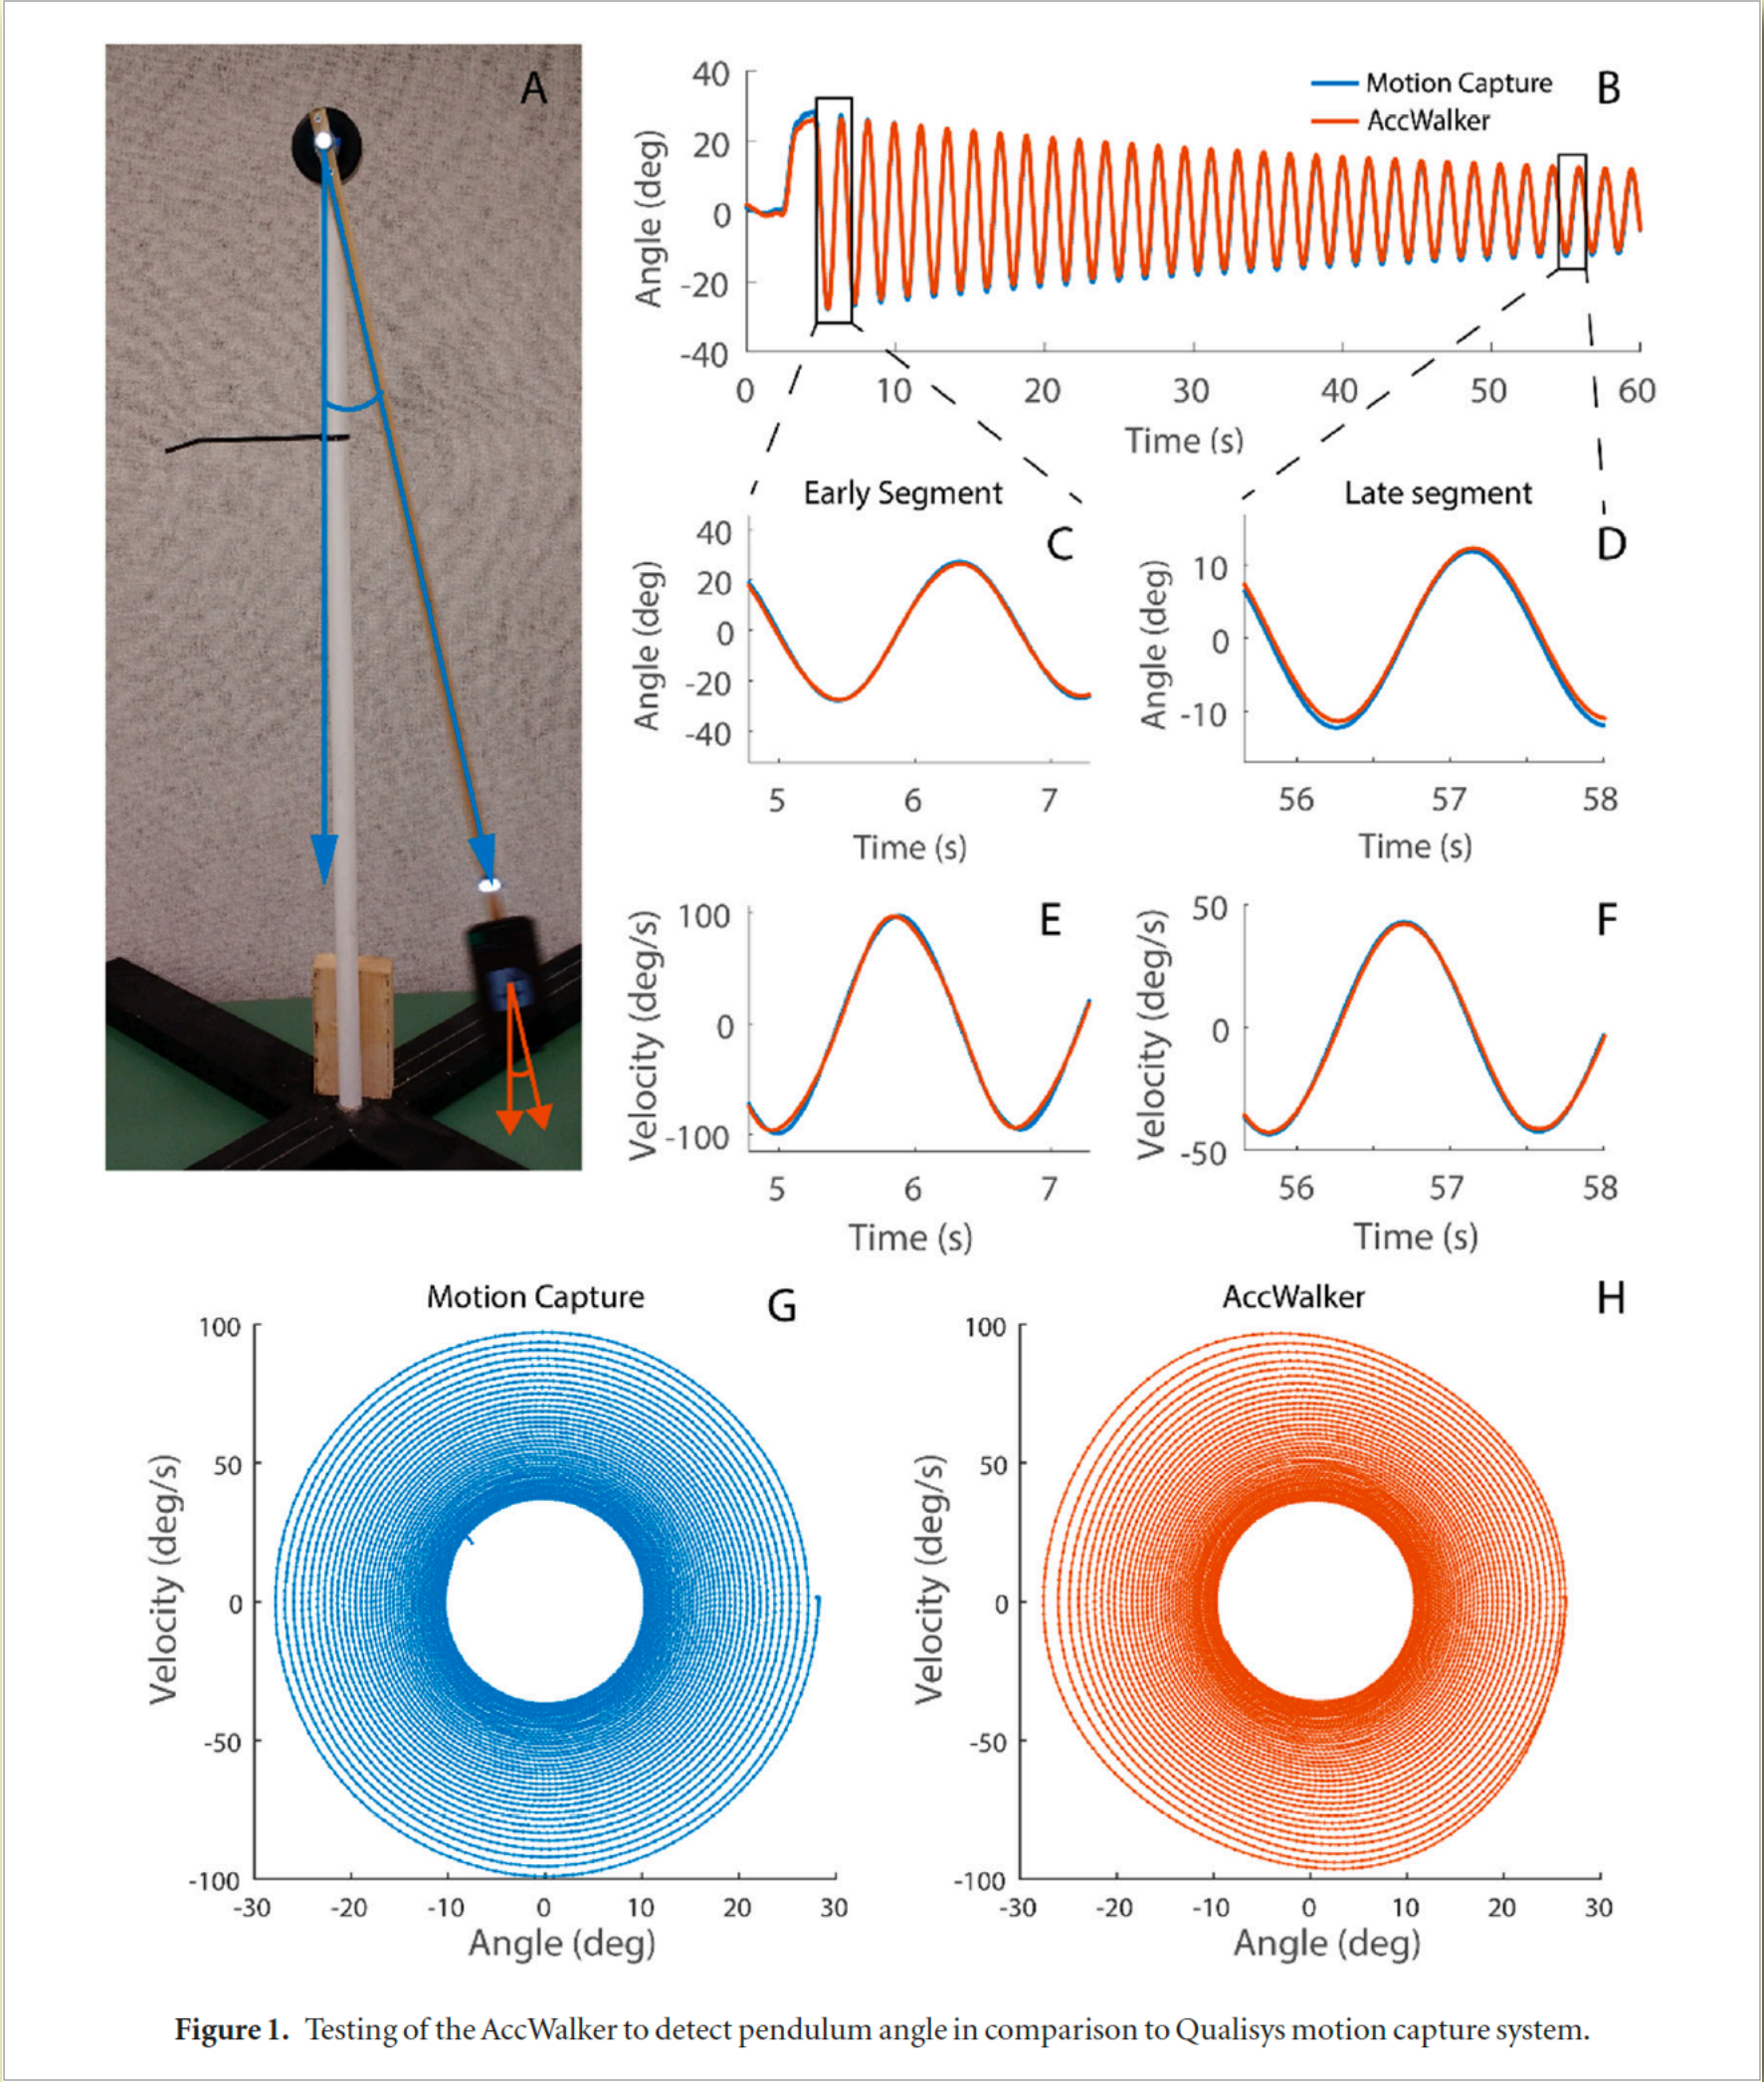 A
B
Motion Capture
AccWalker
Angle (deg)
40
20
0
-20
-40
0 10 20 30 40 50 60
Time (s)
Early Segment
C
Angle (deg)
40
20
0
-20
-40
5 6 7
Time (s)
Late segment
D
Angle (deg)
10
0
-10
56 57 58
Time (s)
E
Velocity (deg/s)
100
0
-100
5 6 7
Time (s)
F
Velocity (deg/s)
50
0
-50
56 57 58
Time (s)
Motion Capture
G
Velocity (deg/s)
100
50
0
-50
-100
-30 -20 -10 0 10 20 30
Angle (deg)
AccWalker
H
Velocity (deg/s)
100
50
0
-50
-100
-30 -20 -10 0 10 20 30
Angle (deg)
Figure 1. Testing of the AccWalker to detect pendulum angle in comparison to Qualisys motion capture system.